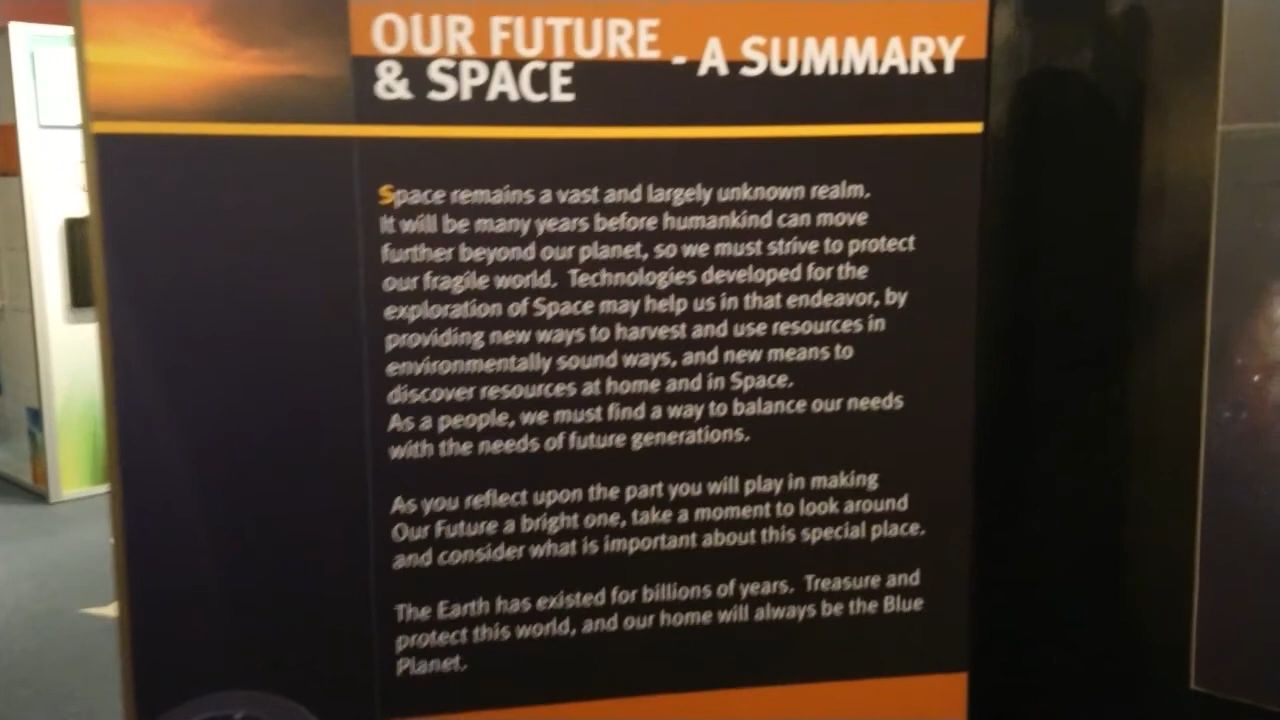 OUR FUTURE
& SPACE - A SUMMARY
Space remains a vast and largely unknown realm.
It will be many years before humankind can move
further beyond our planet, so we must strive to protect
our fragile world. Technologies developed for the
exploration of Space may help us in that endeavor, by
providing new ways to harvest and use resources in
environmentally sound ways, and new means to
discover resources at home and in Space.
As a people, we must find a way to balance our needs
with the needs of future generations.
As you reflect upon the part you will play in making
Our Future a bright one, take a moment to look around
and consider what is important about this special place.
The Earth has existed for billions of years. Treasure and
protect this world, and our home will always be the Blue
Planet.